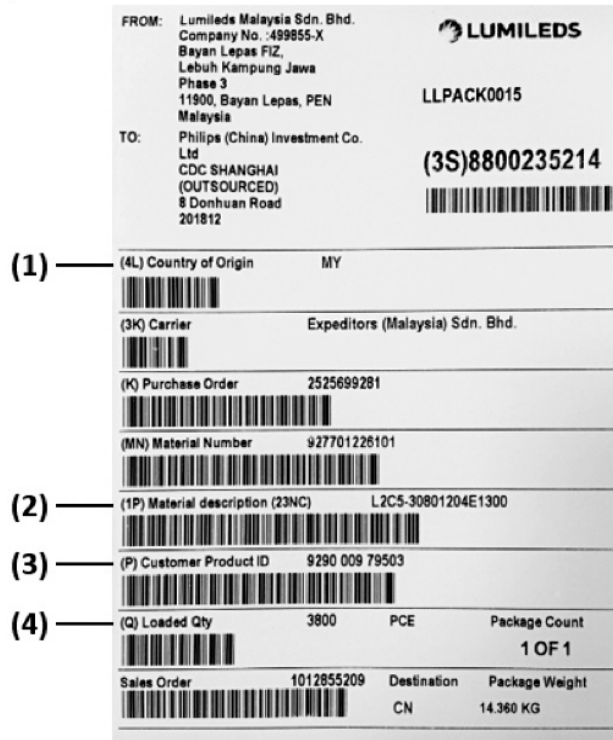 FROM: Lumileds Malaysia Sdn. Bhd.
Company No. :499855-X
Bayan Lepas FIZ,
Lebuh Kampung Jawa
Phase 3
11900, Bayan Lepas, PEN
Malaysia
LUMILEDS
LLPACK0015
TO: Philips (China) Investment Co.
Ltd
CDC SHANGHAI
(OUTSOURCED)
8 Donhuan Road
201812
(3S)8800235214
(1) (4L) Country of Origin MY
(3K) Carrier Expeditors (Malaysia) Sdn. Bhd.
(K) Purchase Order 2525699281
(MN) Material Number 927701226101
(2) (1P) Material description (23NC) L2C5-30801204E1300
(3) (P) Customer Product ID 9290 009 79503
(4) (Q) Loaded Qty 3800 PCE Package Count
1 OF 1
Sales Order 1012855209 Destination Package Weight
CN 14.360 KG